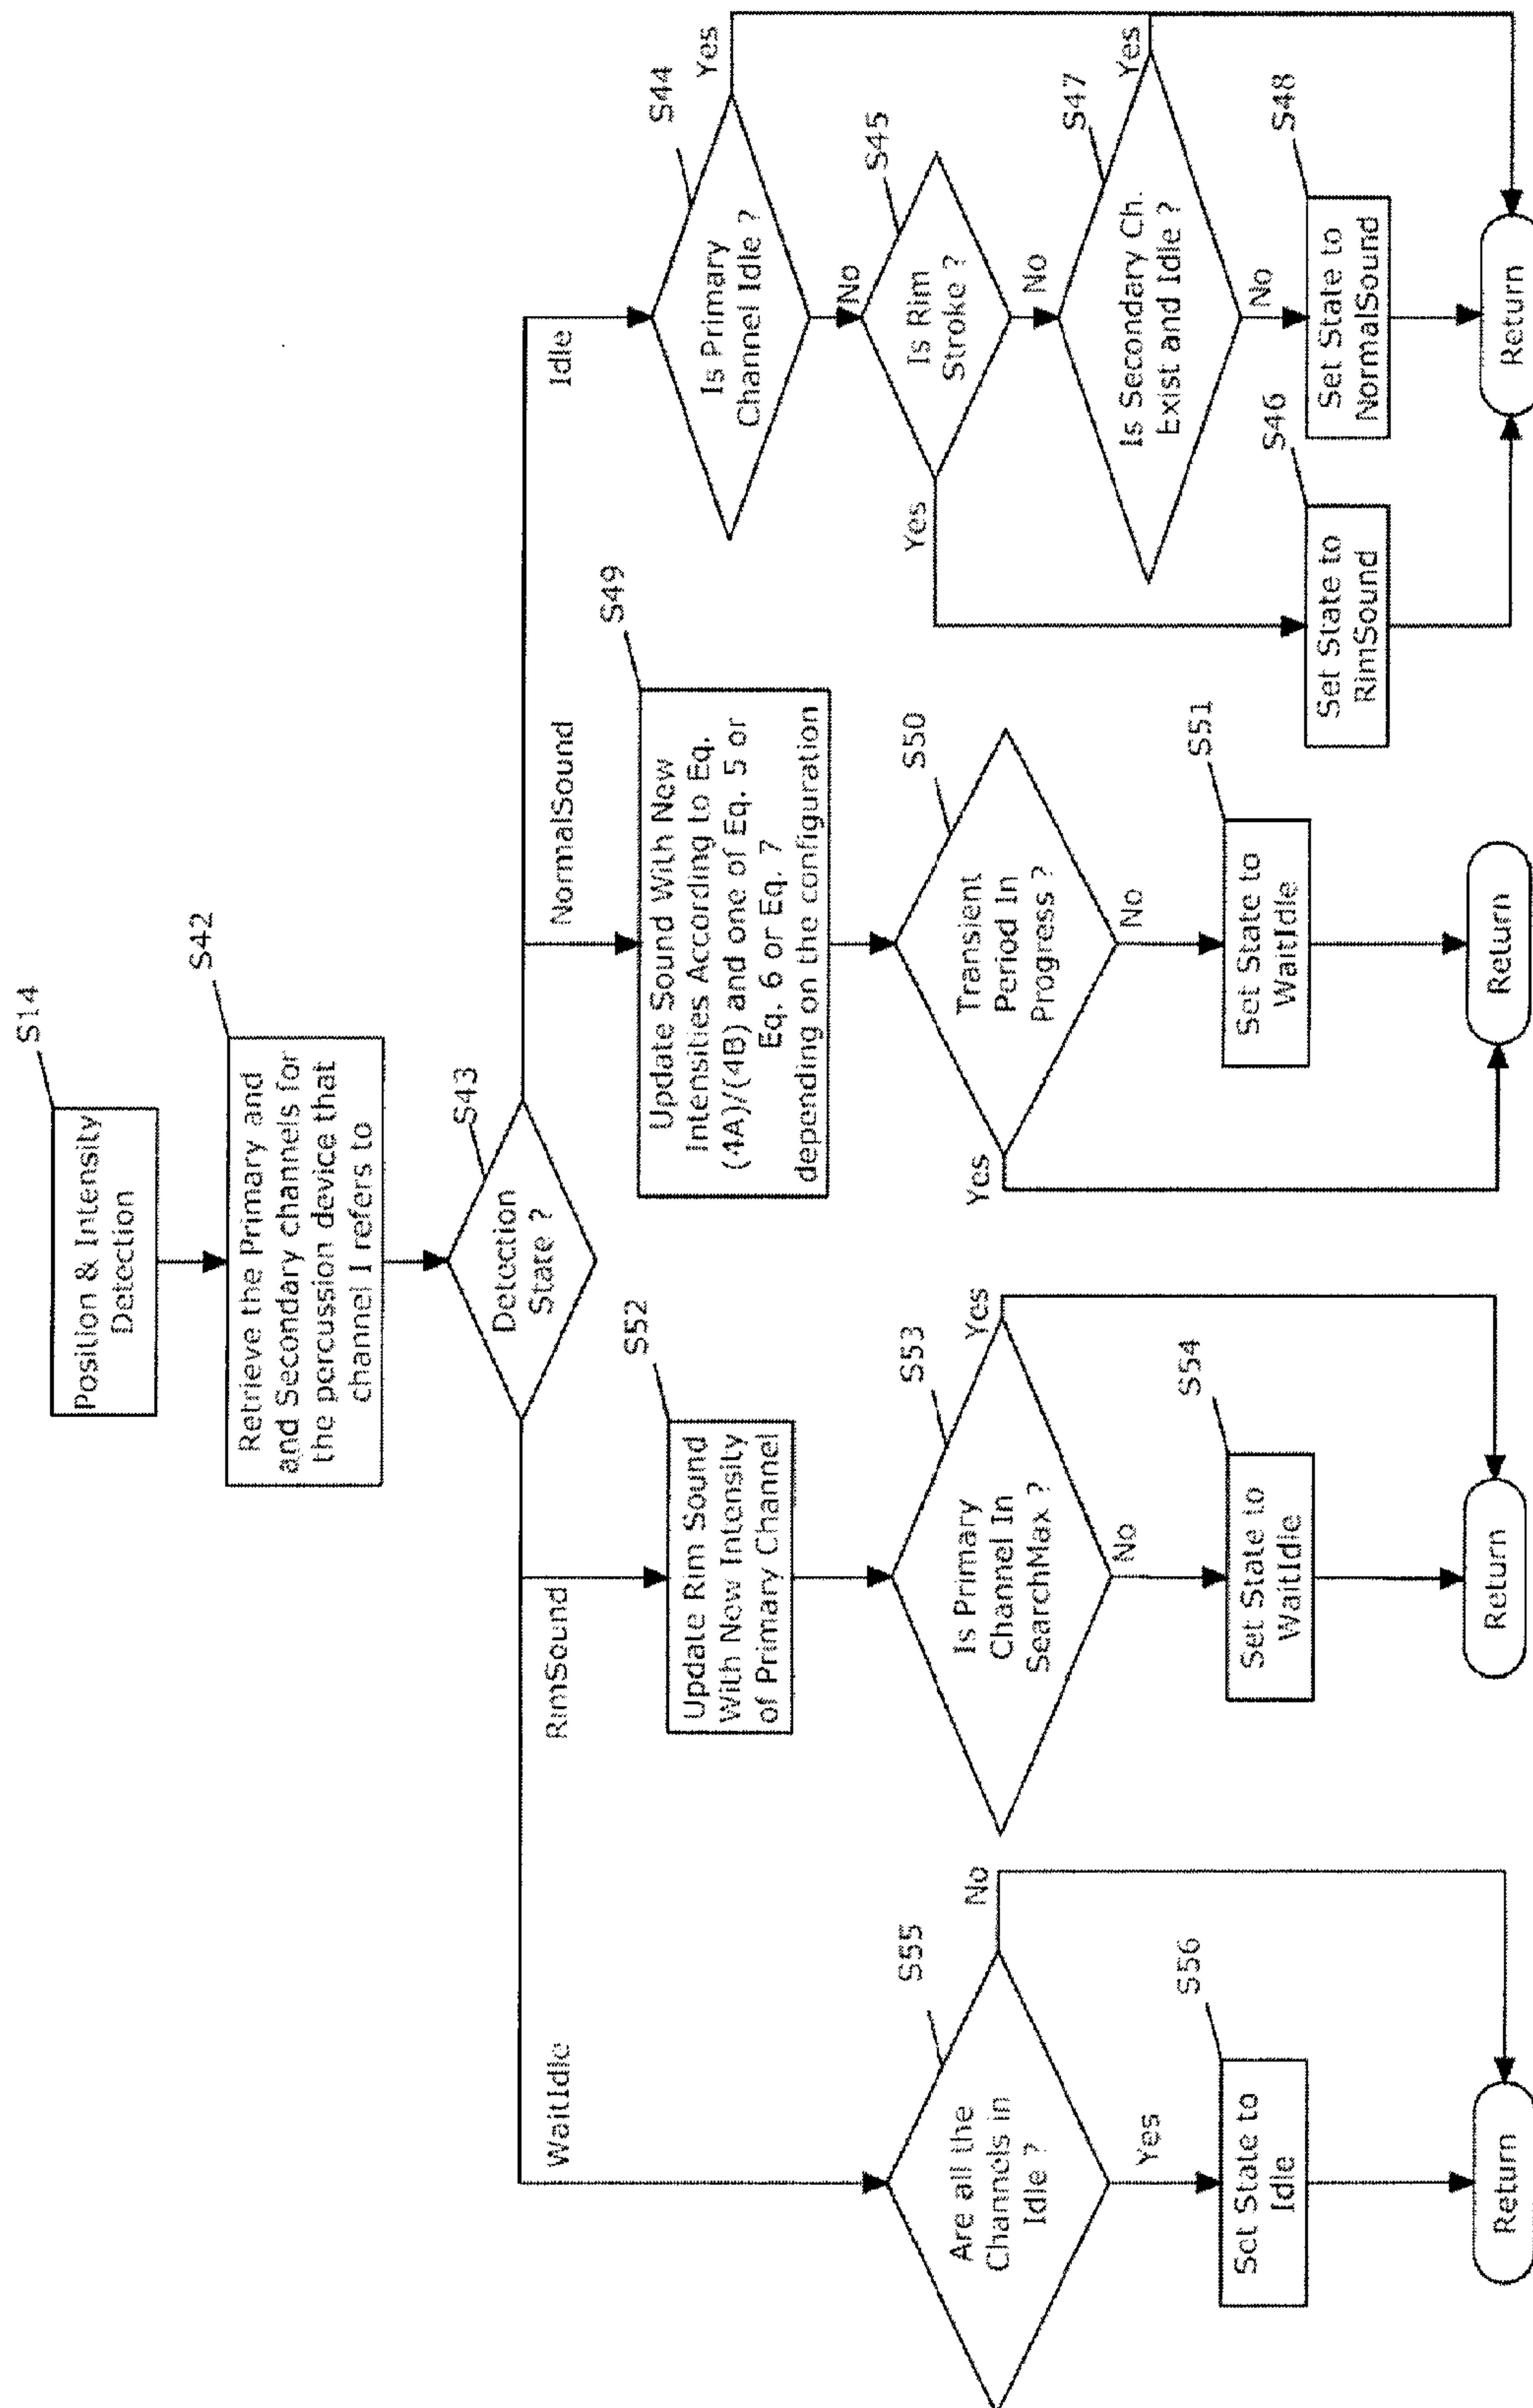 S14
Position & Intensity
Detection
S42
Retrieve the Primary and
and Secondary channels for
the percussion device that
channel I refers to
S43
Detection
State ?
WaitIdle
RimSound
NormalSound
Idle
S55
Are all the
Channels in
Idle ?
No
Yes
S56
Set State to
Idle
Return
S52
Update Rim Sound
With New Intensity
of Primary Channel
S53
Is Primary
Channel In
SearchMax ?
Yes
No
S54
Set State to
WaitIdle
Return
S49
Update Sound With New
Intensities According to Eq.
(4A)/(4B) and one of Eq. 5 or
Eq. 6 or Eq. 7
depending on the configuration
S50
Transient
Period In
Progress ?
Yes
No
S51
Set State to
WaitIdle
Return
S44
Is Primary
Channel Idle ?
Yes
No
S45
Is Rim
Stroke ?
Yes
No
S47
Is Secondary Ch.
Exist and Idle ?
Yes
No
S46
Set State to
RimSound
S48
Set State to
NormalSound
Return